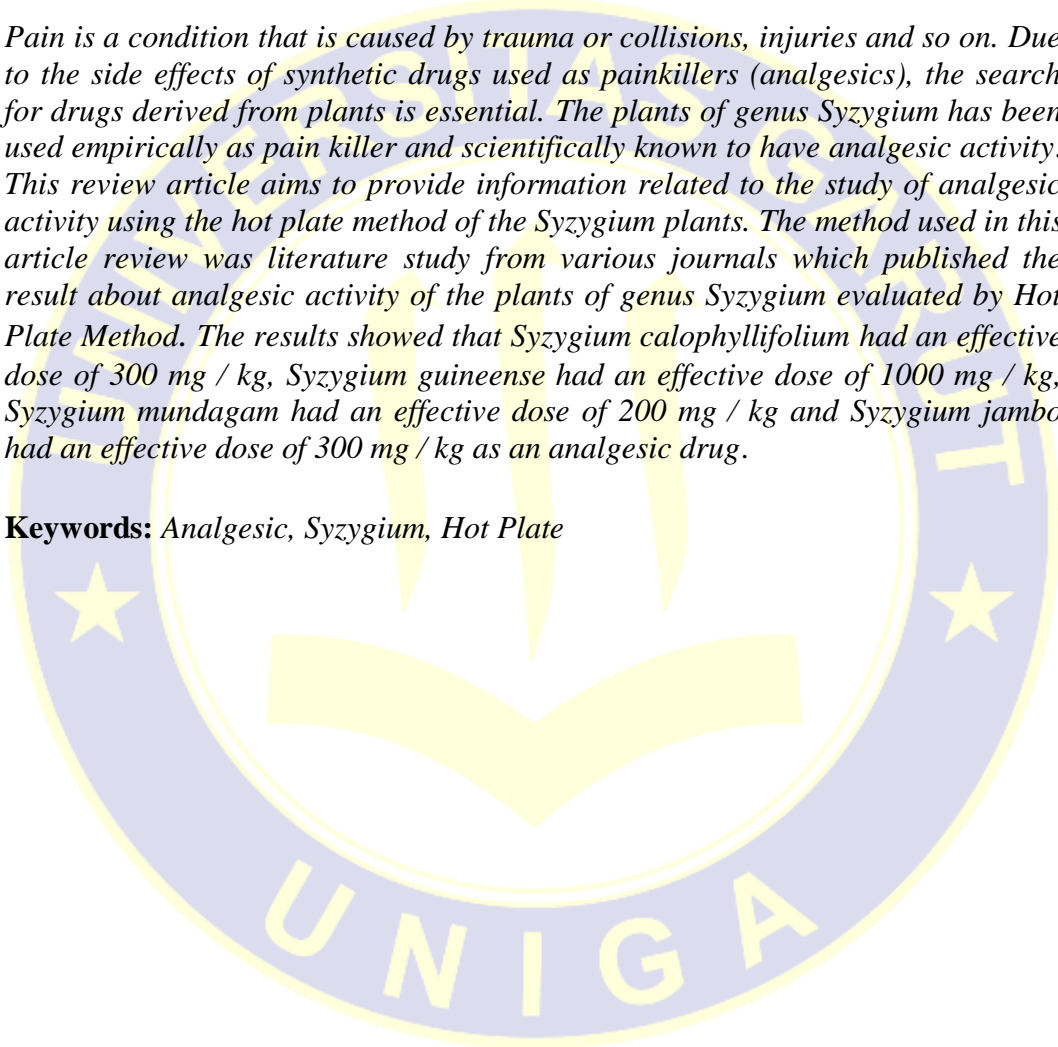 Pain is a condition that is caused by trauma or collisions, injuries and so on. Due
to the side effects of synthetic drugs used as painkillers (analgesics), the search
for drugs derived from plants is essential. The plants of genus Syzygium has been
used empirically as pain killer and scientifically known to have analgesic activity.
This review article aims to provide information related to the study of analgesic
activity using the hot plate method of the Syzygium plants. The method used in this
article review was literature study from various journals which published the
result about analgesic activity of the plants of genus Syzygium evaluated by Hot
Plate Method. The results showed that Syzygium calophyllifolium had an effective
dose of 300 mg / kg, Syzygium guineense had an effective dose of 1000 mg / kg,
Syzygium mundagam had an effective dose of 200 mg / kg and Syzygium jambo
had an effective dose of 300 mg / kg as an analgesic drug.
Keywords: Analgesic, Syzygium, Hot Plate
UNIVERSITAS GARUT
UNIGA